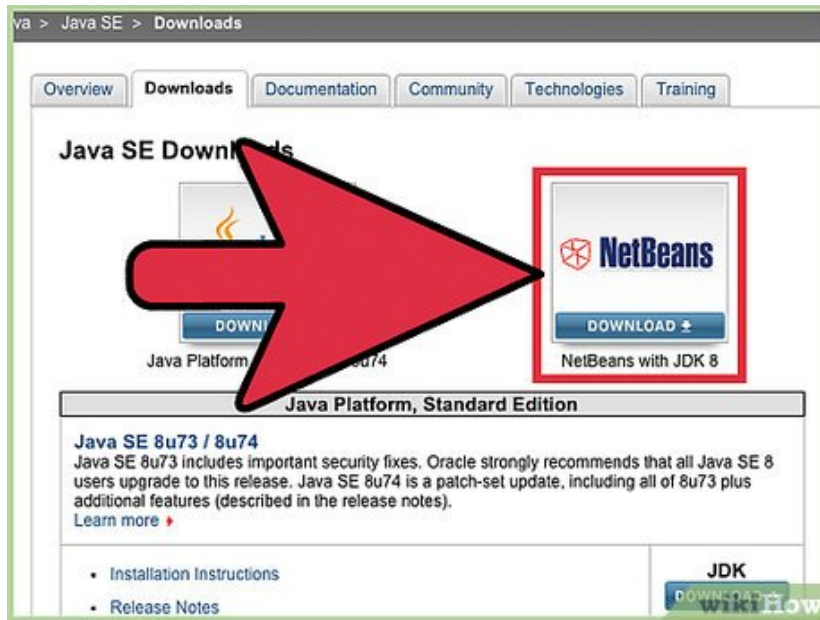 va > Java SE > Downloads
Overview Downloads Documentation Community Technologies Training
Java SE Down
NetBeans
DOWNLOAD
Java Platform
NetBeans with JDK 8
Java Platform, Standard Edition
Java SE 8u73 / 8u74
Java SE 8u73 includes important security fixes. Oracle strongly recommends that all Java SE 8
users upgrade to this release. Java SE 8u74 is a patch-set update, including all of 8u73 plus
additional features (described in the release notes).
Learn more
• Installation Instructions
JDK
• Release Notes
DOWNLOAD
wikiHow